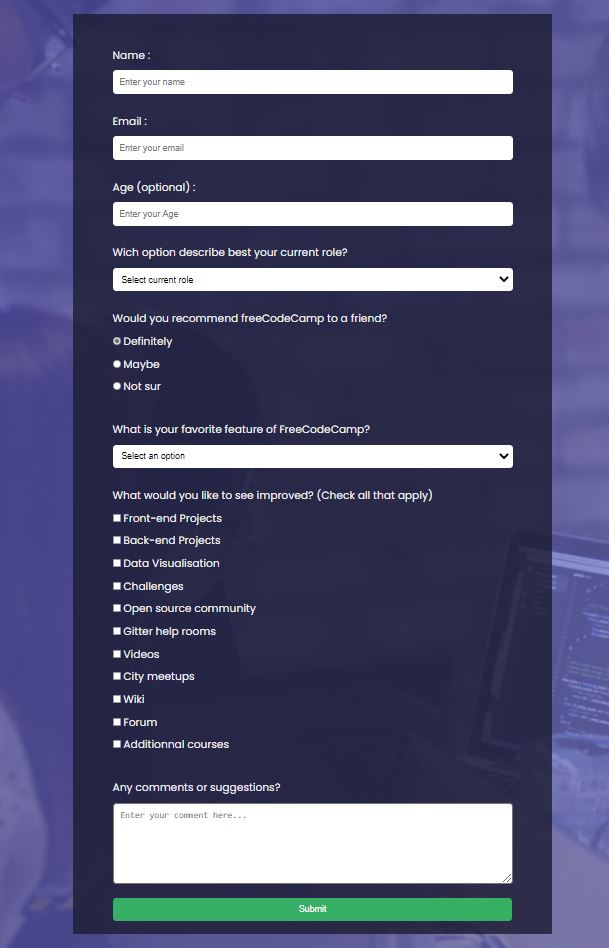 Name :
Enter your name
Email :
Enter your email
Age (optional) :
Enter your Age
Wich option describe best your current role?
Select current role
Would you recommend freeCodeCamp to a friend?
Definitely
Maybe
Not sur
What is your favorite feature of FreeCodeCamp?
Select an option
What would you like to see improved? (Check all that apply)
Front-end Projects
Back-end Projects
Data Visualisation
Challenges
Open source community
Gitter help rooms
Videos
City meetups
Wiki
Forum
Additionnal courses
Any comments or suggestions?
Enter your comment here...
Submit